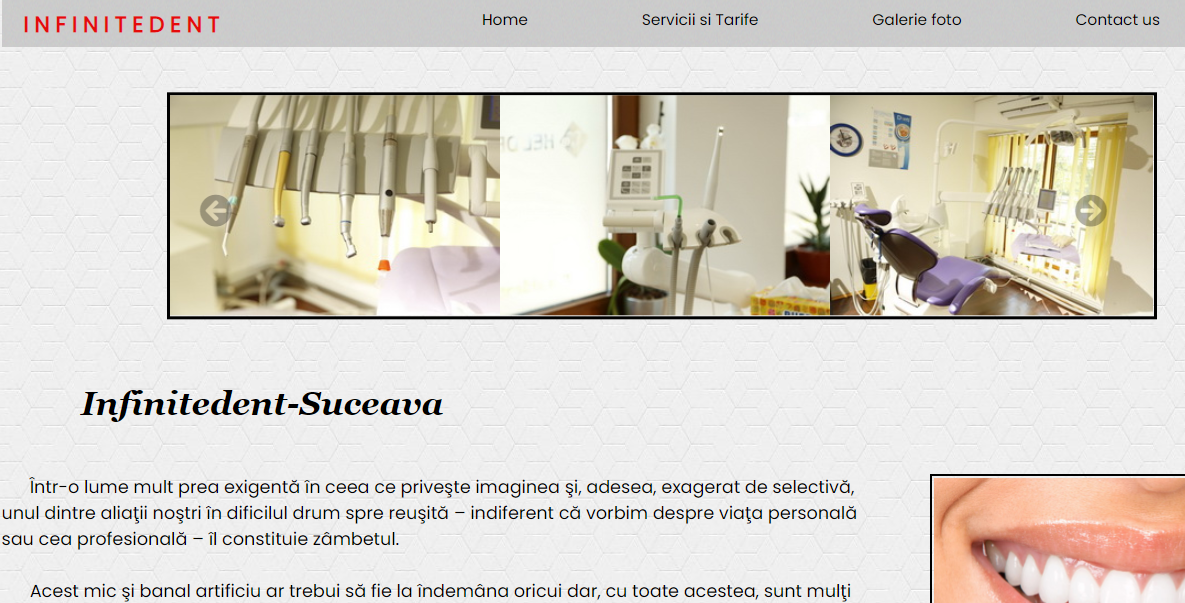 INFINITEDENT
Home
Servicii si Tarife
Galerie foto
Contact us
Infinitedent-Suceava
Într-o lume mult prea exigentă în ceea ce priveşte imaginea şi, adesea, exagerat de selectivă,
unul dintre aliaţii noştri în dificilul drum spre reuşită – indiferent că vorbim despre viaţa personală
sau cea profesională – îl constituie zâmbetul.
Acest mic şi banal artificiu ar trebui să fie la îndemâna oricui dar, cu toate acestea, sunt mulţi